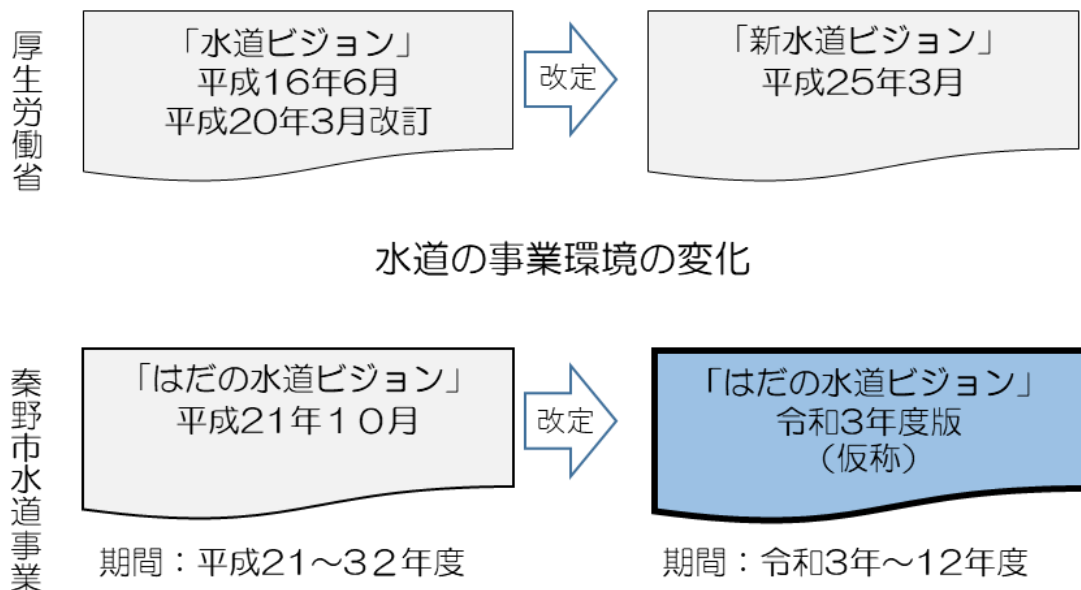 厚生労働省
「水道ビジョン」
平成16年6月
平成20年3月改訂
改定
「新水道ビジョン」
平成25年3月
水道の事業環境の変化
秦野市水道事業
「はだの水道ビジョン」
平成21年１０月
期間：平成21～３２年度
改定
「はだの水道ビジョン」
令和3年度版
（仮称）
期間：令和3年～12年度